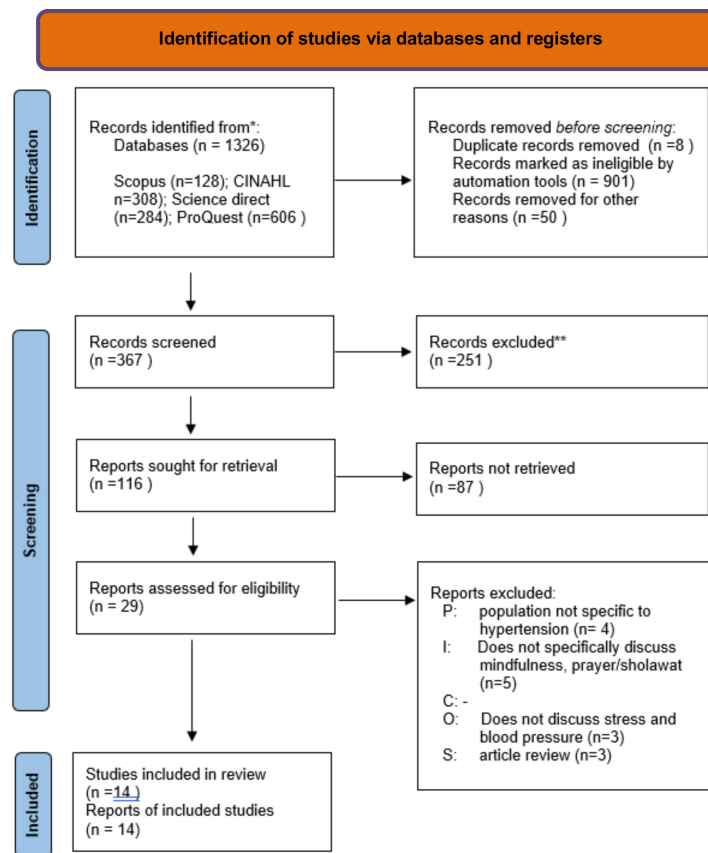 Identification of studies via databases and registers
Identification
Records identified from*:
Databases (n = 1326)
Scopus (n=128); CINAHL
n=308); Science direct
(n=284); ProQuest (n=606 )
Records removed before screening:
Duplicate records removed (n =8 )
Records marked as ineligible by
automation tools (n = 901)
Records removed for other
reasons (n =50 )
Screening
Records screened
(n =367 )
Records excluded**
(n =251 )
Reports sought for retrieval
(n =116 )
Reports not retrieved
(n =87 )
Reports assessed for eligibility
(n = 29)
Reports excluded:
P: population not specific to
hypertension (n= 4)
I: Does not specifically discuss
mindfulness, prayer/sholawat
(n=5)
C: -
O: Does not discuss stress and
blood pressure (n=3)
S: article review (n=3)
Included
Studies included in review
(n =14 )
Reports of included studies
(n = 14)